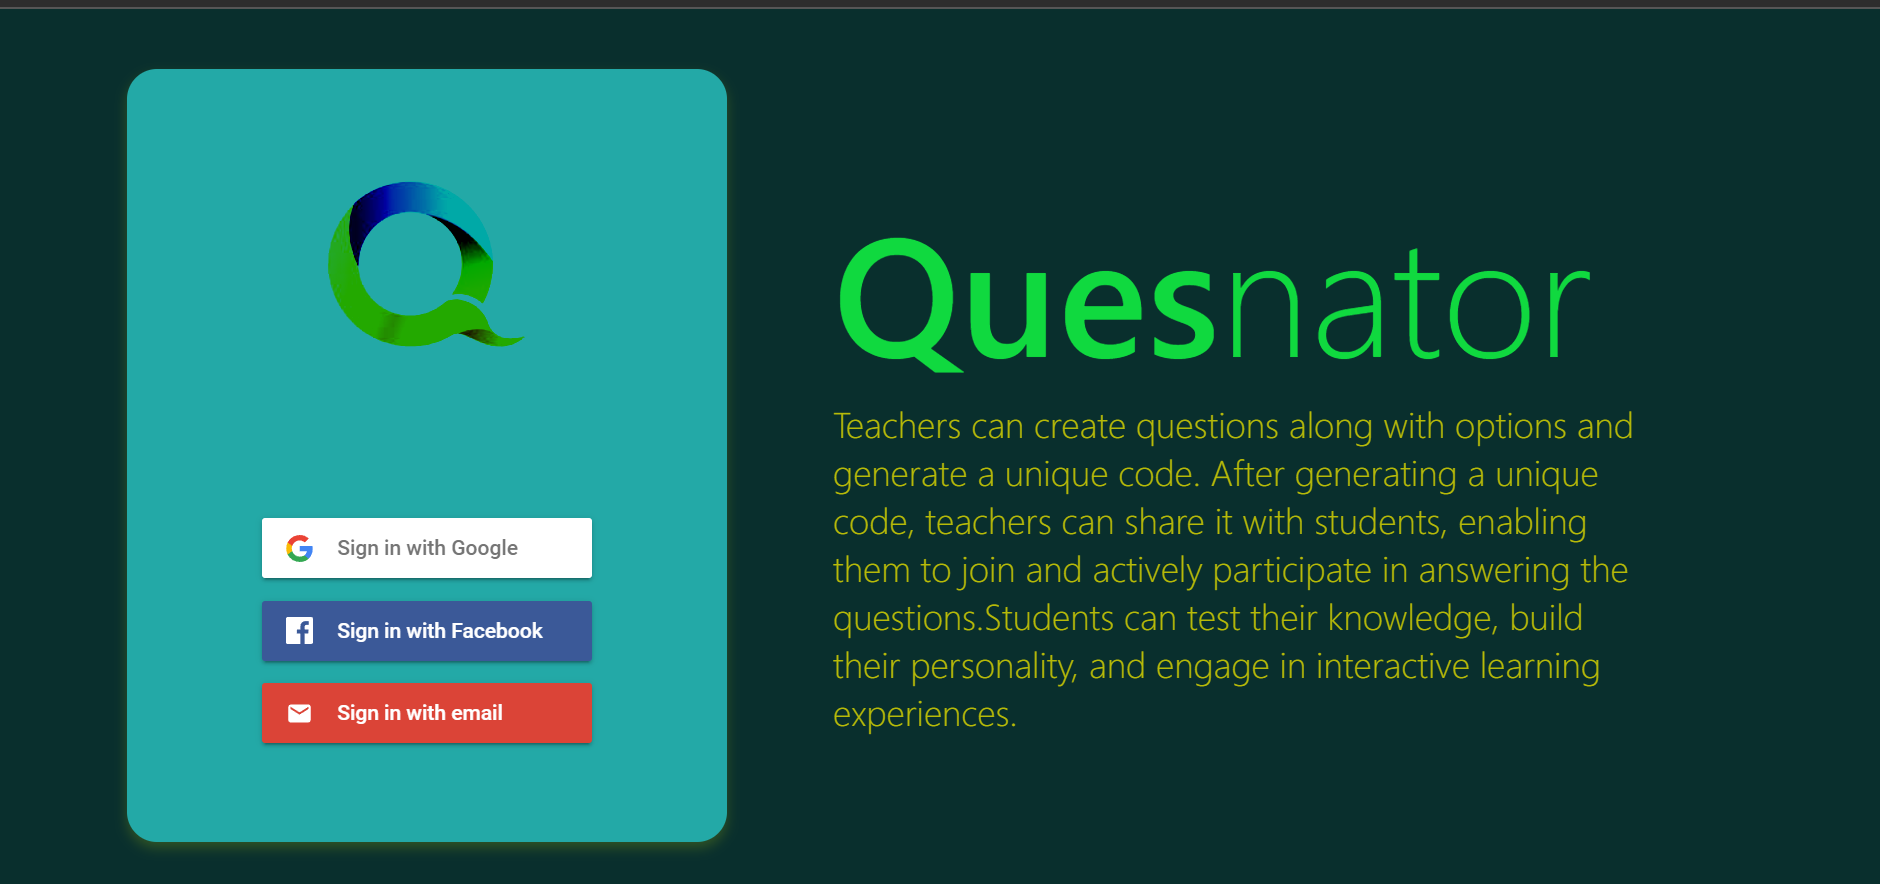 Sign in with Google
Sign in with Facebook
Sign in with email
Quesnator
Teachers can create questions along with options and
generate a unique code. After generating a unique
code, teachers can share it with students, enabling
them to join and actively participate in answering the
questions.Students can test their knowledge, build
their personality, and engage in interactive learning
experiences.